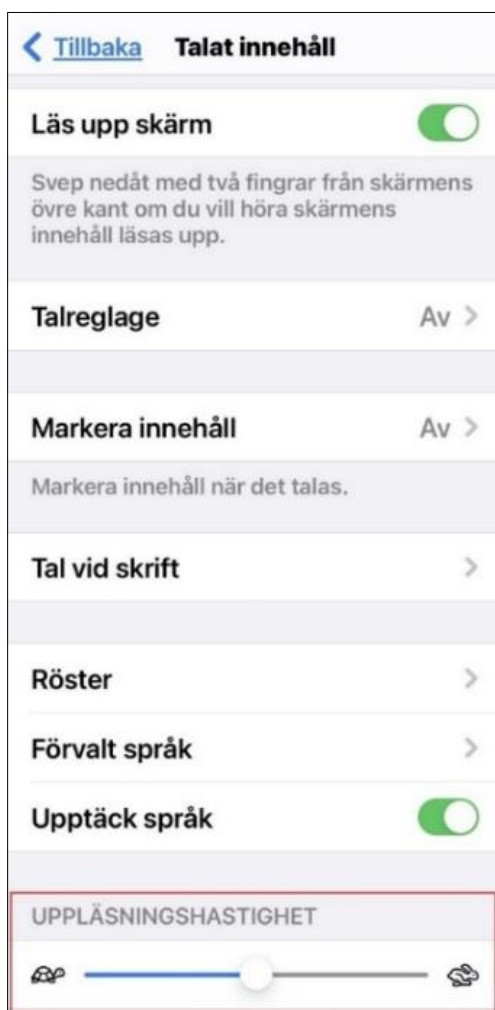 Tillbaka Talat innehåll
Läs upp skärm
Svep nedåt med två fingrar från skärmens
övre kant om du vill höra skärmens
innehåll läsas upp.
Talreglage Av
Markera innehåll Av
Markera innehåll när det talas.
Tal vid skrift
Röster
Förvalt språk
Upptäck språk
UPPLÄSNINGSHASTIGHET